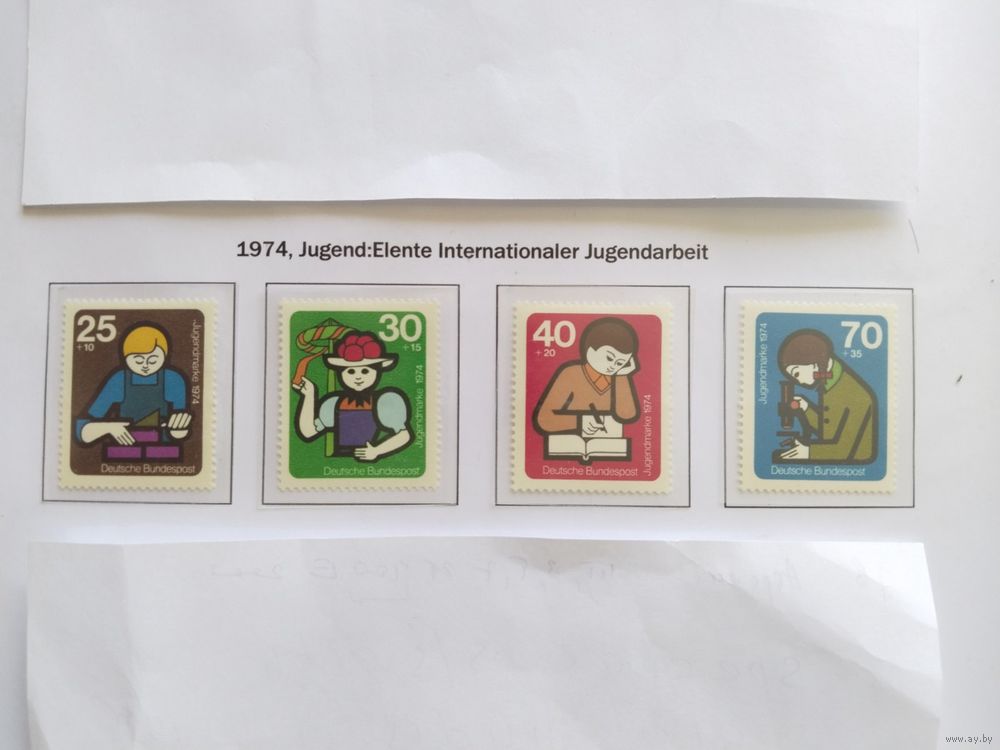 1974, Jugend:Elente Internationaler Jugendarbeit
25
+10
Jugendmarke 1974
Deutsche Bundespost
30
+15
Jugendmarke 1974
Deutsche Bundespost
40
+20
Jugendmarke 1974
Deutsche Bundespost
70
+35
Jugendmarke 1974
Deutsche Bundespost
www.ay.by